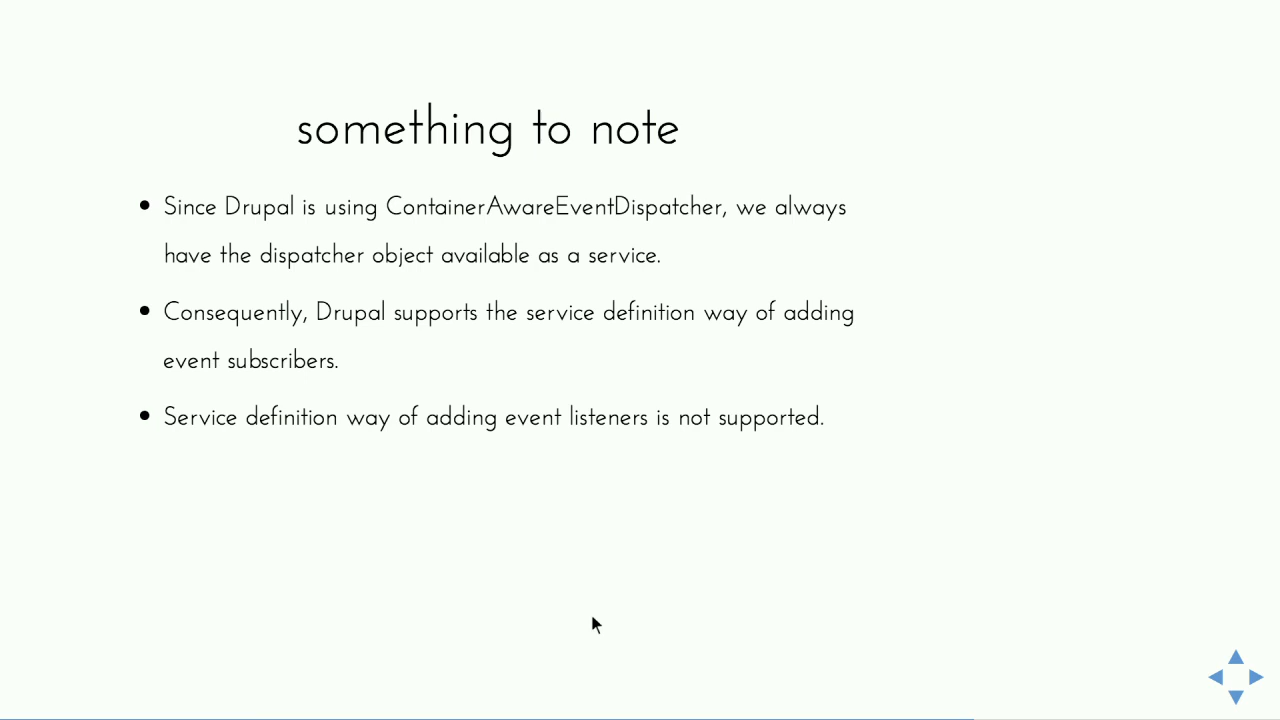 something to note
Since Drupal is using ContainerAwareEventDispatcher, we always
have the dispatcher object available as a service.
Consequently, Drupal supports the service definition way of adding
event subscribers.
Service definition way of adding event listeners is not supported.